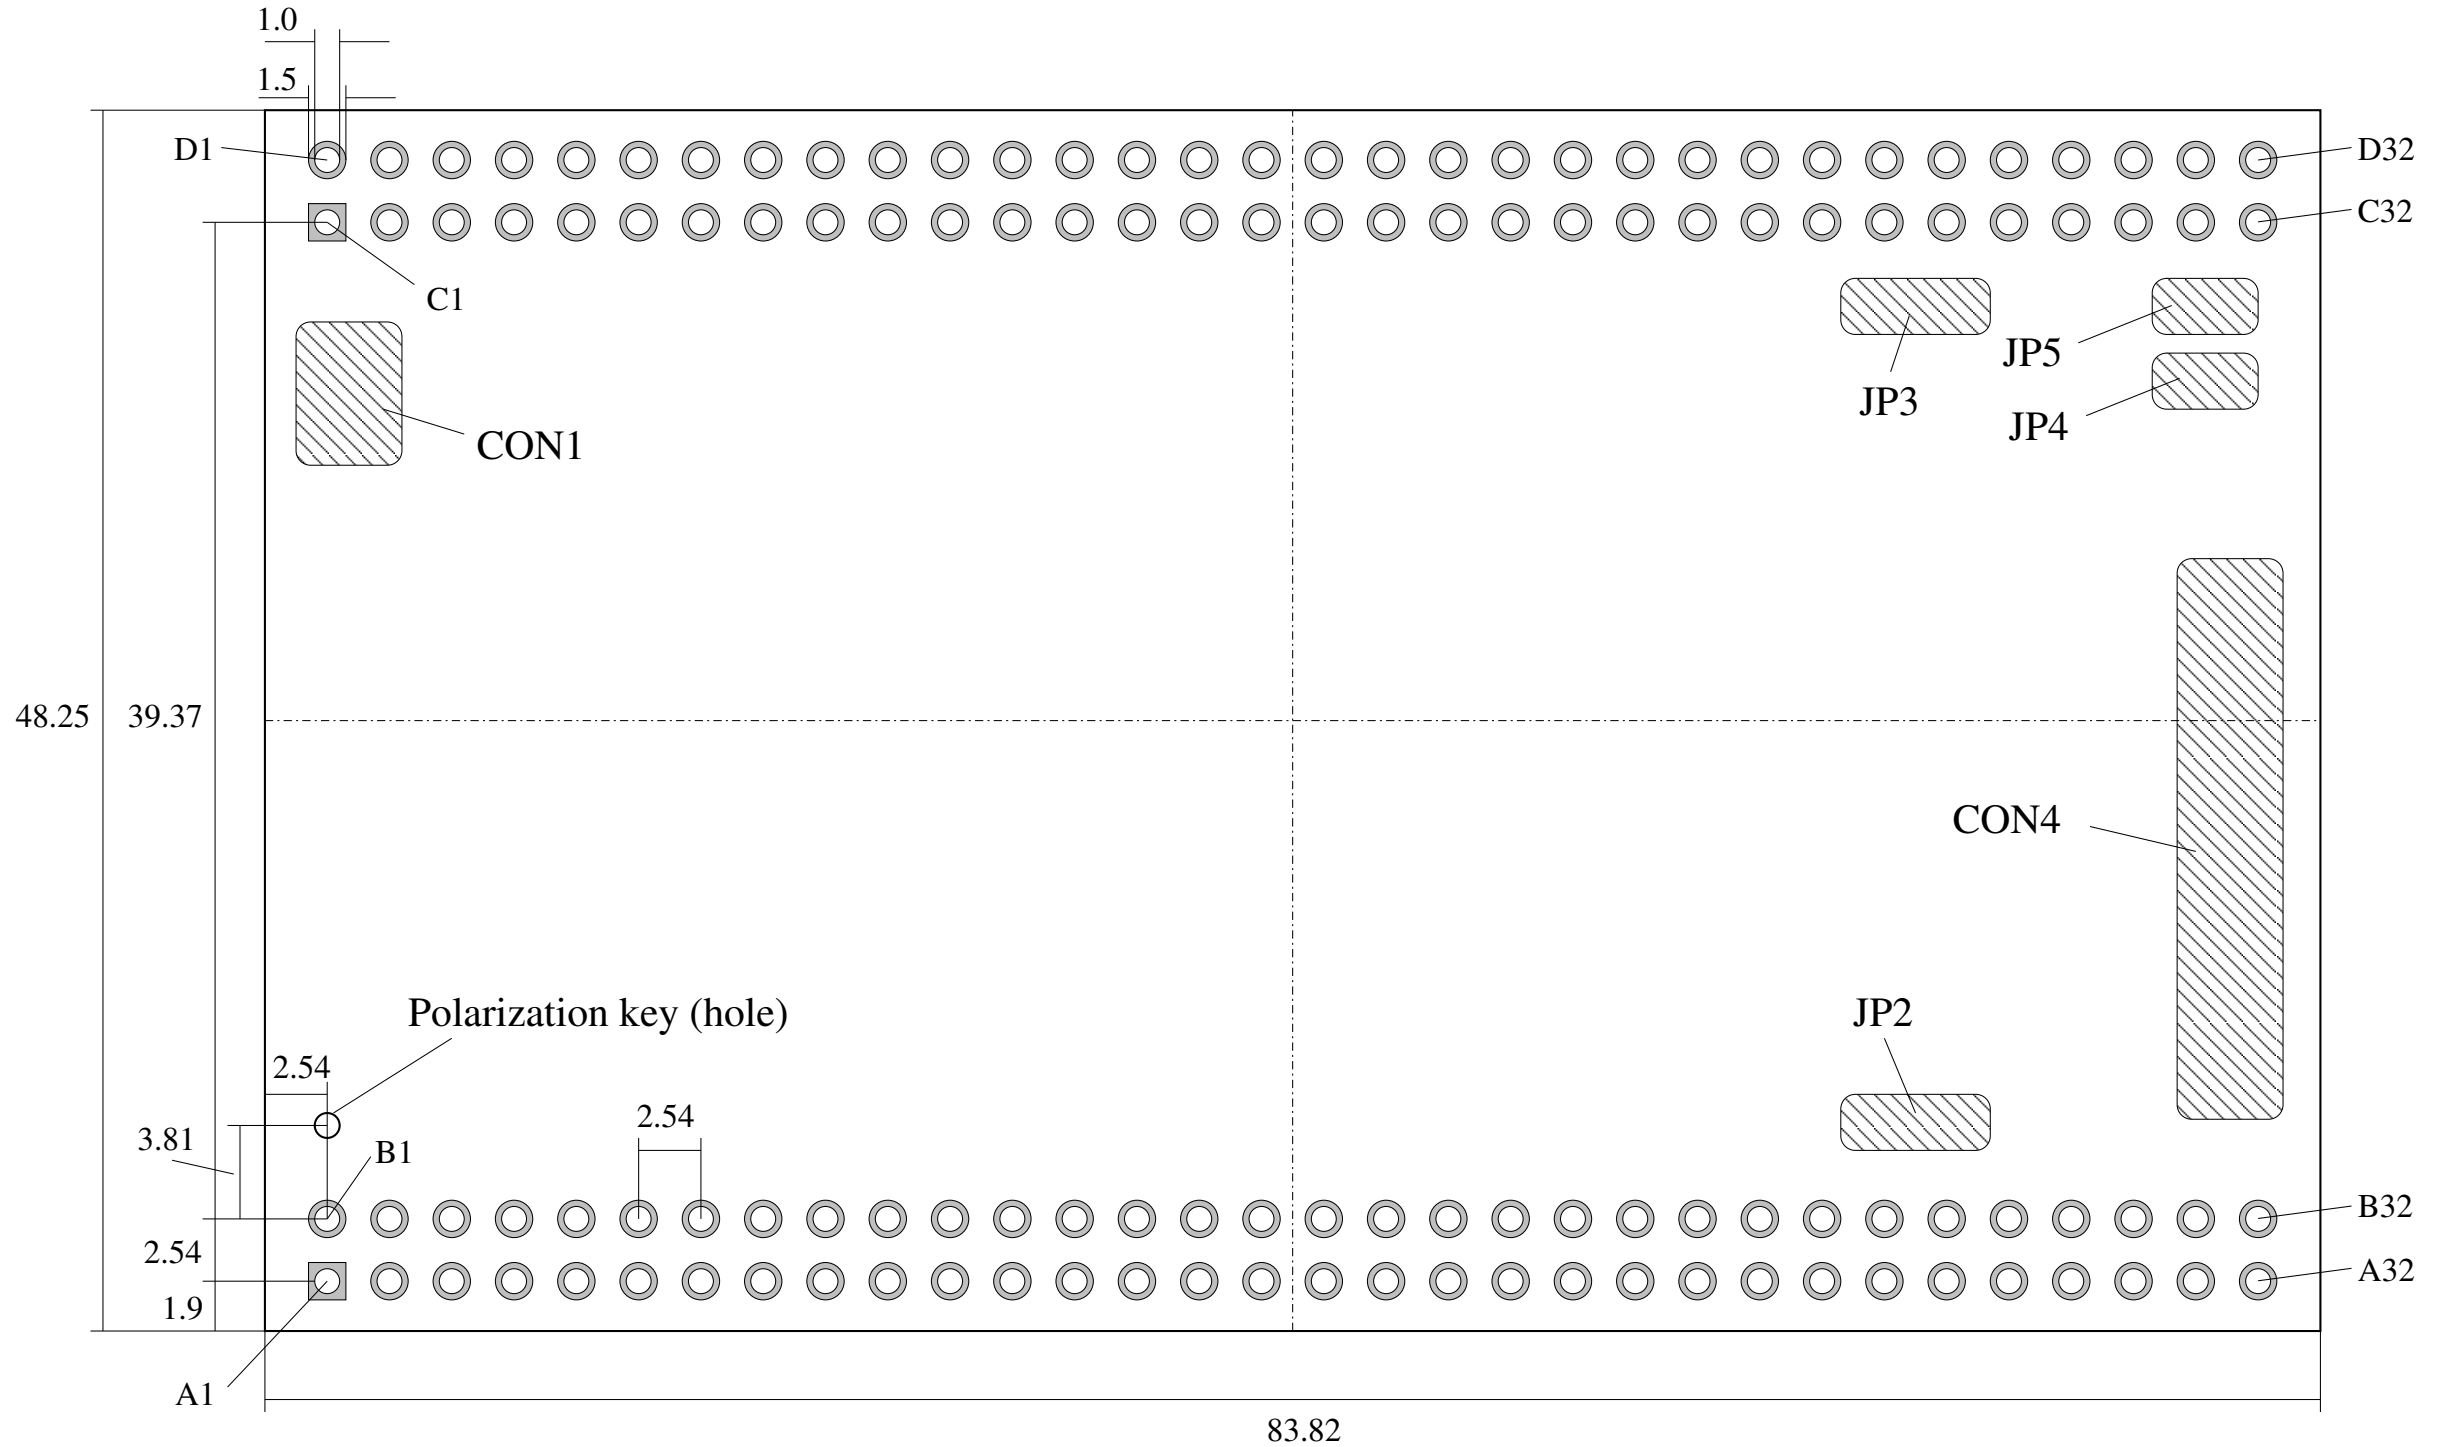 1.0
1.5
D1
D32
C32
C1
JP5
JP3
JP4
CON1
48.25
39.37
CON4
Polarization key (hole)
JP2
2.54
2.54
3.81
B1
B32
2.54
A32
1.9
A1
83.82